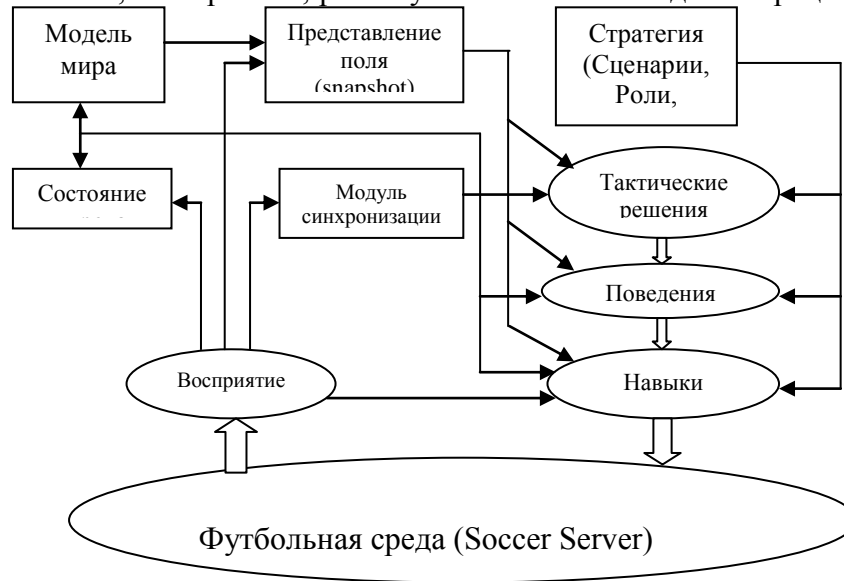 Модель
мира
Представление
поля
(snapshot)
Стратегия
(Сценарии,
Роли,
Состояние
Модуль
синхронизации
Тактические
решения
Поведения
Восприятие
Навыки
Футбольная среда (Soccer Server)